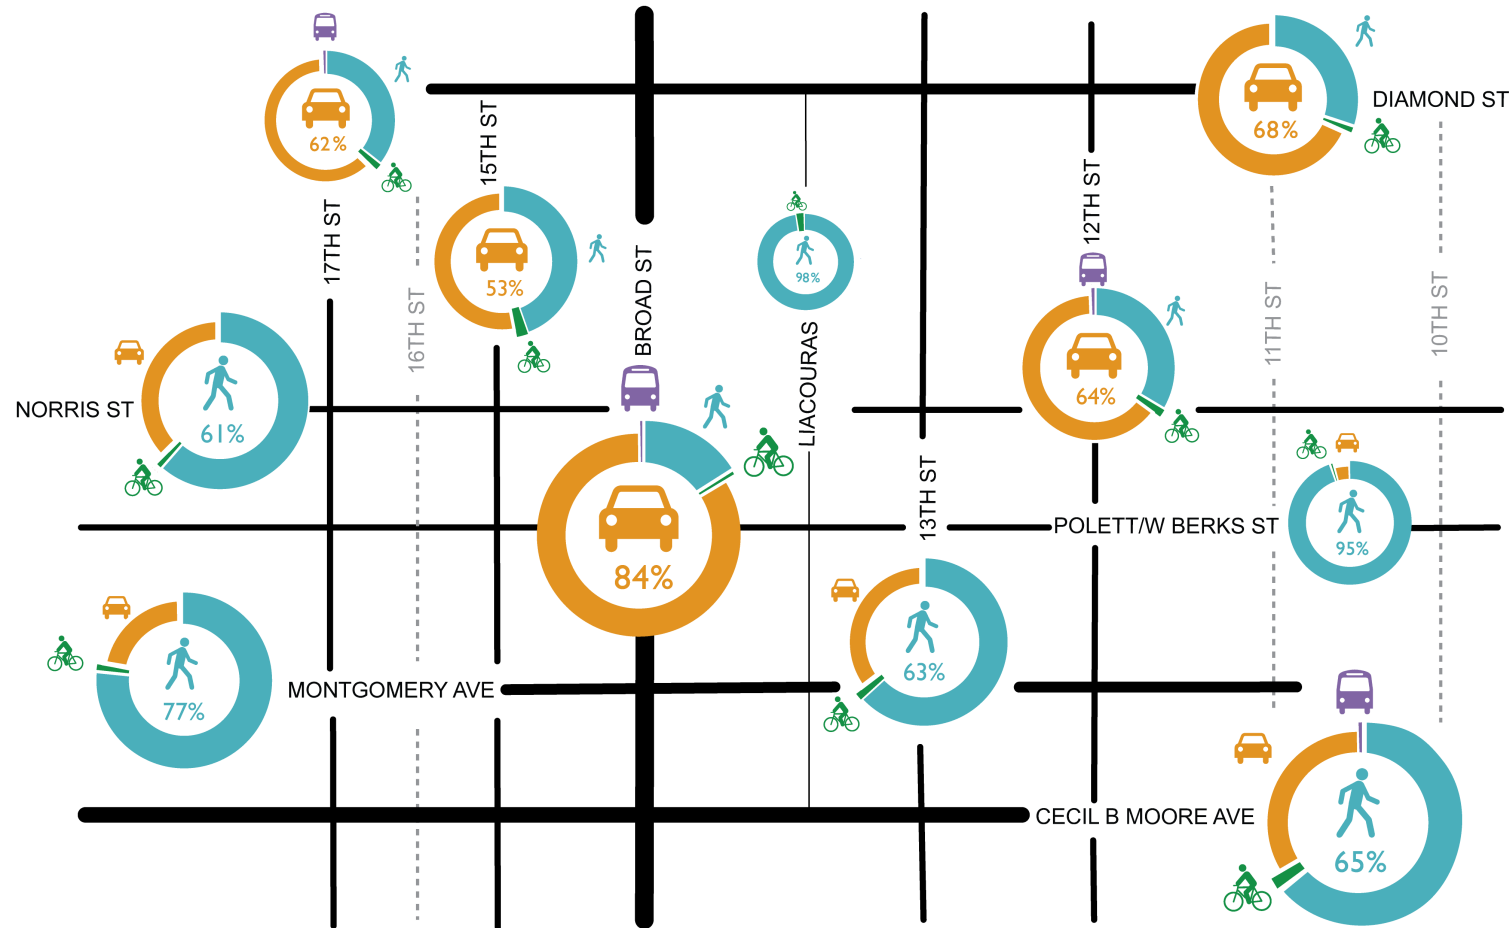 62%
68%
DIAMOND ST
15TH ST
17TH ST
53%
BROAD ST
98%
12TH ST
16TH ST
11TH ST
10TH ST
NORRIS ST
61%
LIACOURAS
64%
13TH ST
POLETT/W BERKS ST
95%
84%
63%
77%
MONTGOMERY AVE
CECIL B MOORE AVE
65%